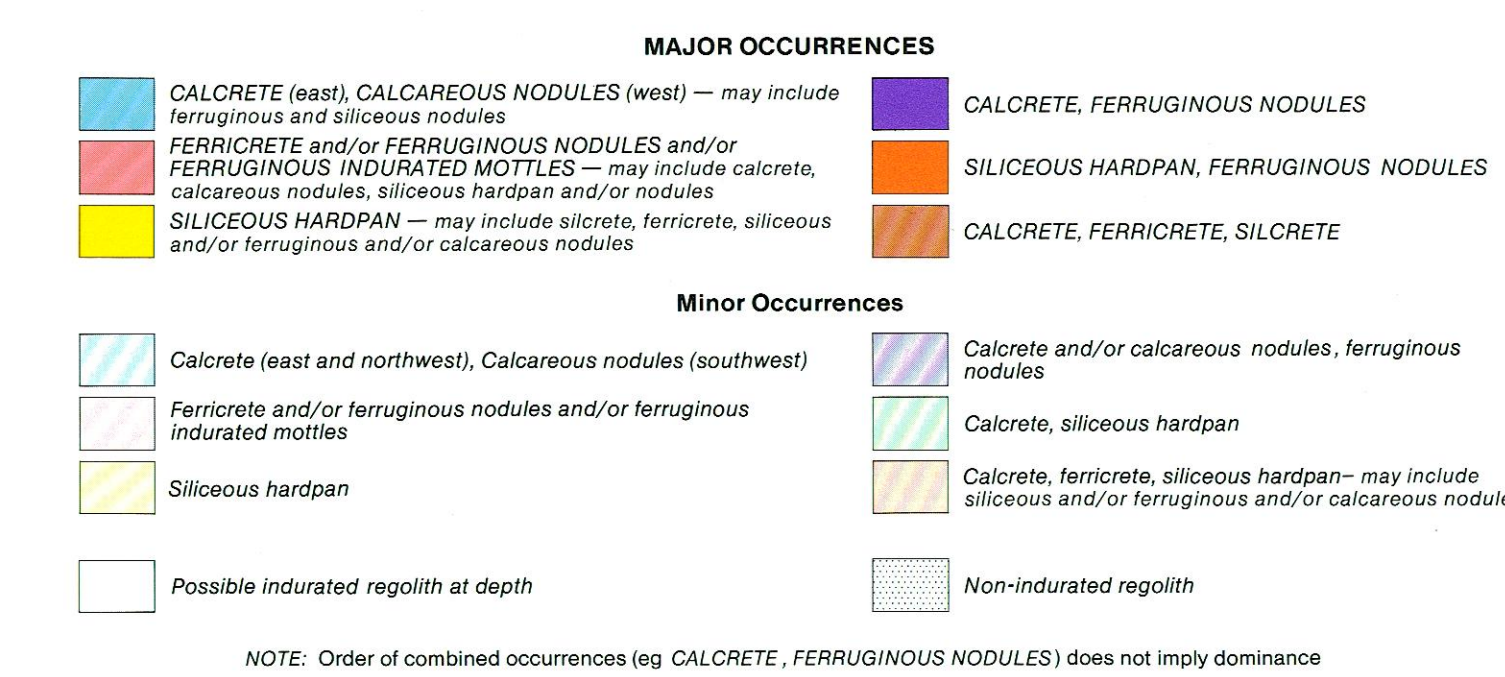 MAJOR OCCURRENCES
CALCRETE (east), CALCAREOUS NODULES (west) — may include
ferruginous and siliceous nodules
FERRICRETE and/or FERRUGINOUS NODULES and/or
FERRUGINOUS INDURATED MOTTLES — may include calcrete,
calcareous nodules, siliceous hardpan and/or nodules
SILICEOUS HARDPAN — may include silcrete, ferricrete, siliceous
and/or ferruginous and/or calcareous nodules
CALCRETE, FERRUGINOUS NODULES
SILICEOUS HARDPAN, FERRUGINOUS NODULES
CALCRETE, FERRICRETE, SILCRETE
Minor Occurrences
Calcrete (east and northwest), Calcareous nodules (southwest)
Ferricrete and/or ferruginous nodules and/or ferruginous
indurated mottles
Siliceous hardpan
Calcrete and/or calcareous nodules, ferruginous
nodules
Calcrete, siliceous hardpan
Calcrete, ferricrete, siliceous hardpan– may include
siliceous and/or ferruginous and/or calcareous nodule
Possible indurated regolith at depth
Non-indurated regolith
NOTE: Order of combined occurrences (eg CALCRETE, FERRUGINOUS NODULES) does not imply dominance